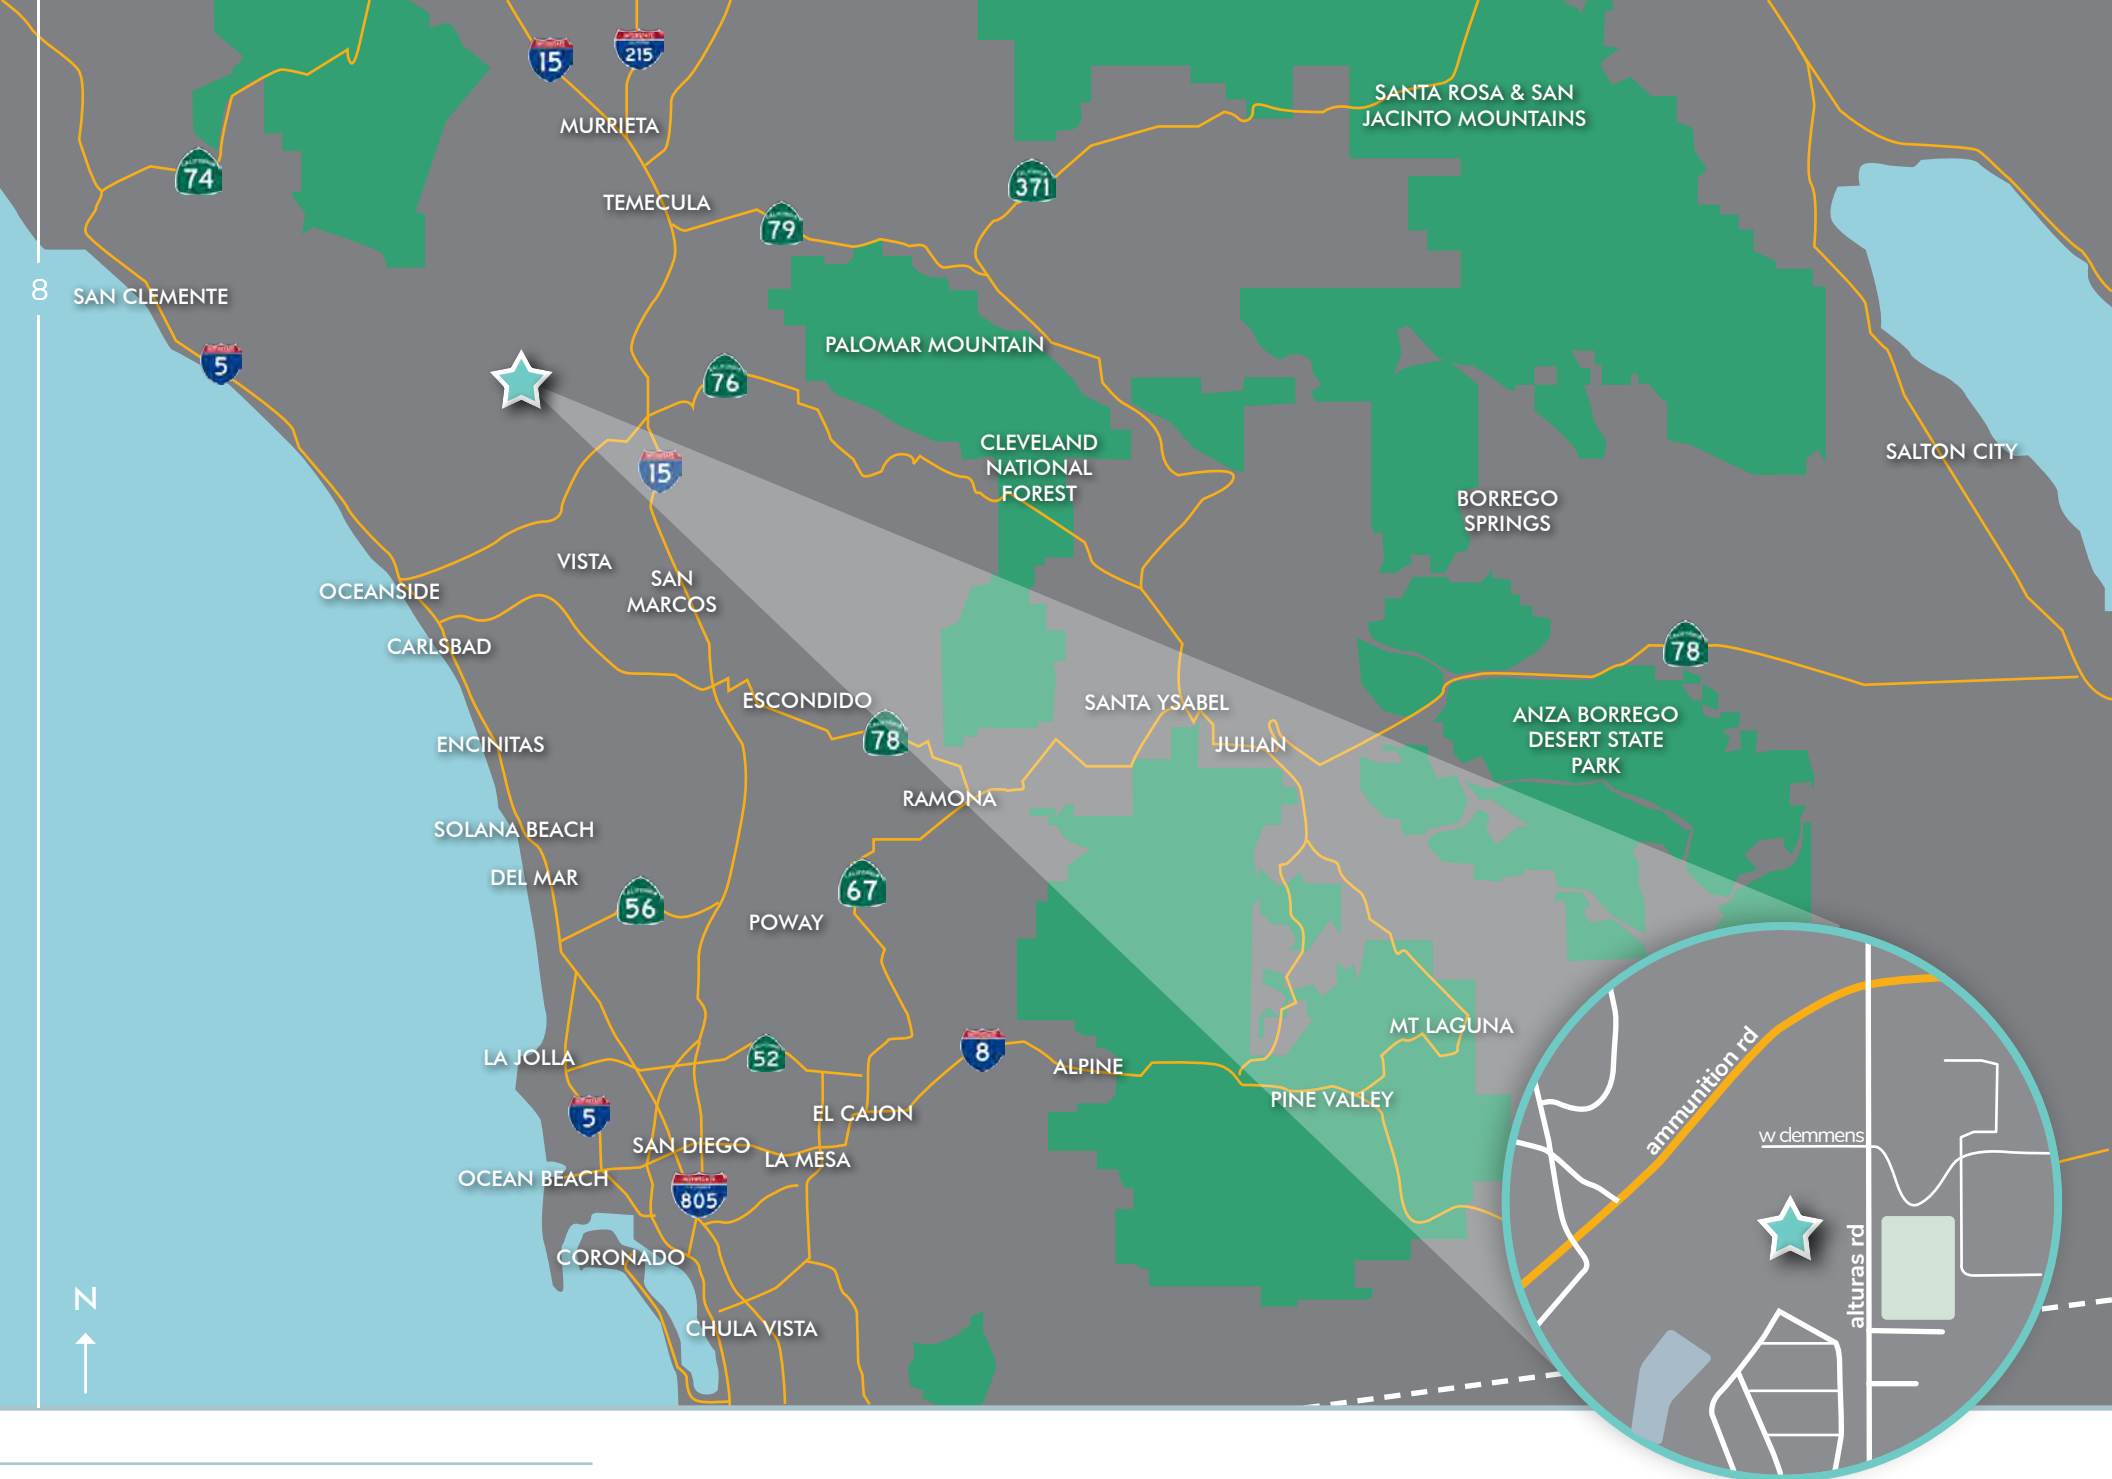 15
215
SANTA ROSA & SAN
JACINTO MOUNTAINS
MURRIETA
74
371
TEMECULA
79
8
SAN CLEMENTE
PALOMAR MOUNTAIN
5
76
CLEVELAND
NATIONAL
FOREST
SALTON CITY
15
BORREGO
SPRINGS
VISTA
SAN
MARCOS
OCEANSIDE
CARLSBAD
78
ESCONDIDO
SANTA YSABEL
ANZA BORREGO
DESERT STATE
PARK
78
ENCINITAS
JULIAN
RAMONA
SOLANA BEACH
DEL MAR
67
56
POWAY
MT LAGUNA
LA JOLLA
52
8
ALPINE
5
EL CAJON
PINE VALLEY
ammunition rd
SAN DIEGO
LA MESA
w clemmens
OCEAN BEACH
805
CORONADO
alturas rd
N
CHULA VISTA